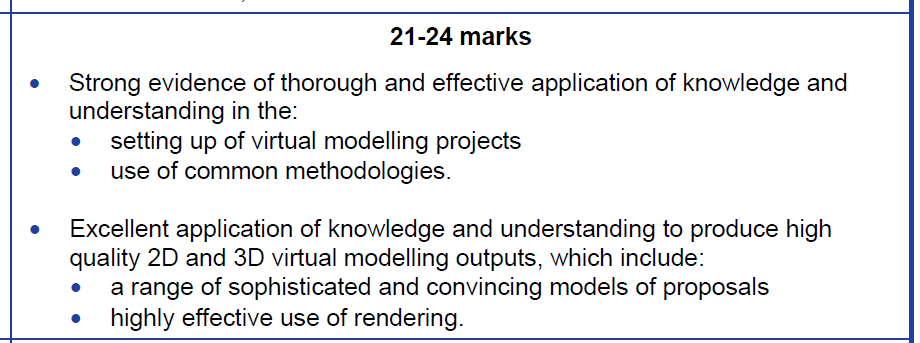 21-24 marks
• Strong evidence of thorough and effective application of knowledge and
understanding in the:
• setting up of virtual modelling projects
• use of common methodologies.
• Excellent application of knowledge and understanding to produce high
quality 2D and 3D virtual modelling outputs, which include:
• a range of sophisticated and convincing models of proposals
• highly effective use of rendering.